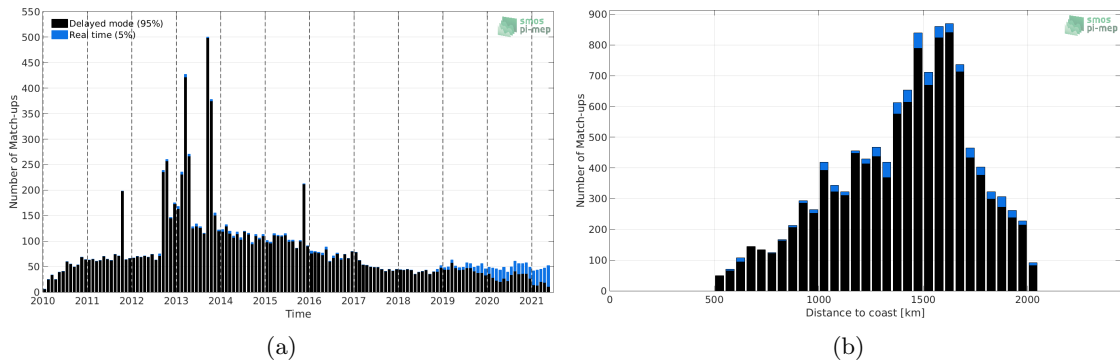 550
500
450
400
350
300
250
200
150
100
50
0
Number of Match-ups
Delayed mode (95%)
Real time (5%)
smos
pi-mep
2010 2011 2012 2013 2014 2015 2016 2017 2018 2019 2020 2021
Time
(a)
900
800
700
600
500
400
300
200
100
0
Number of Match-ups
smos
pi-mep
0 500 1000 1500 2000
Distance to coast [km]
(b)